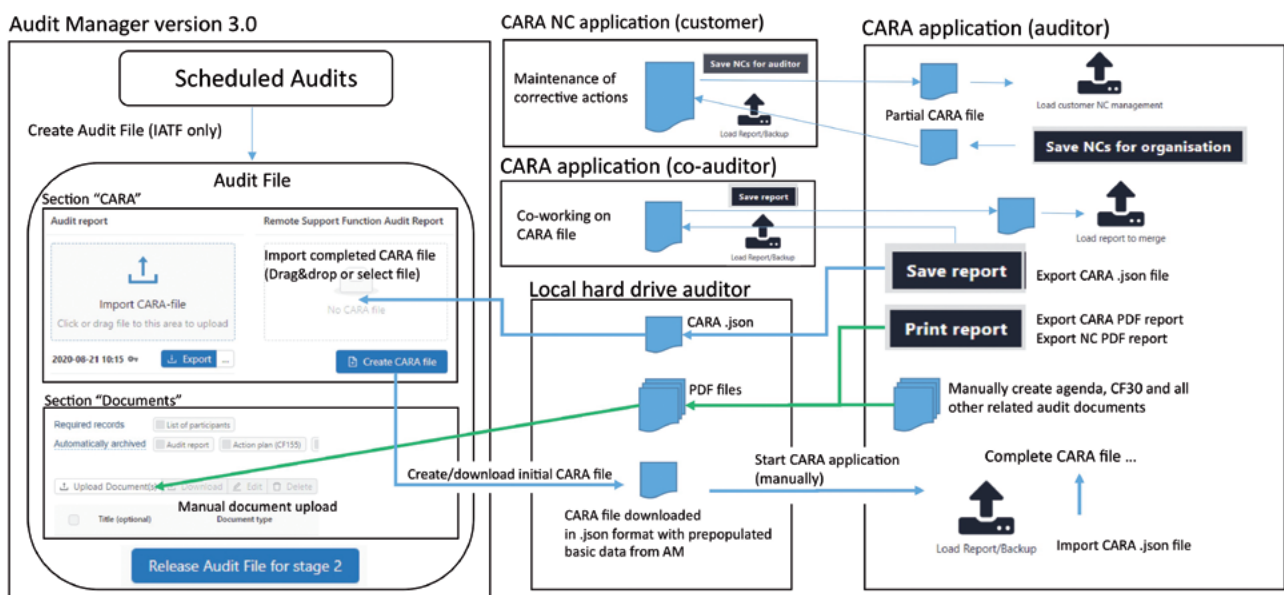 Audit Manager version 3.0
Scheduled Audits
Create Audit File (IATF only)
Audit File
Section "CARA"
Audit report
Remote Support Function Audit Report
Import CARA-file
Click or drag file to this area to upload
Import completed CARA file
(Drag&drop or select file)
No CARA file
2020-08-21 10:15
Export
...
Create CARA file
Section "Documents"
Required records
List of participants
Automatically archived
Audit report
Action plan (CF155)
Upload Document(s)
Download
Edit
Delete
Manual document upload
Title (optional)
Document type
Release Audit File for stage 2
CARA NC application (customer)
Maintenance of
corrective actions
Save NCs for auditor
Load Report/Backup
CARA application (co-auditor)
Co-working on
CARA file
Save report
Load Report/Backup
Local hard drive auditor
CARA .json
PDF files
Create/download initial CARA file
CARA file downloaded
in .json format with prepopulated
basic data from AM
Start CARA application
(manually)
CARA application (auditor)
Load customer NC management
Partial CARA file
Save NCs for organisation
Load report to merge
Save report
Export CARA .json file
Print report
Export CARA PDF report
Export NC PDF report
Manually create agenda, CF30 and all
other related audit documents
Complete CARA file ...
Load Report/Backup
Import CARA .json file